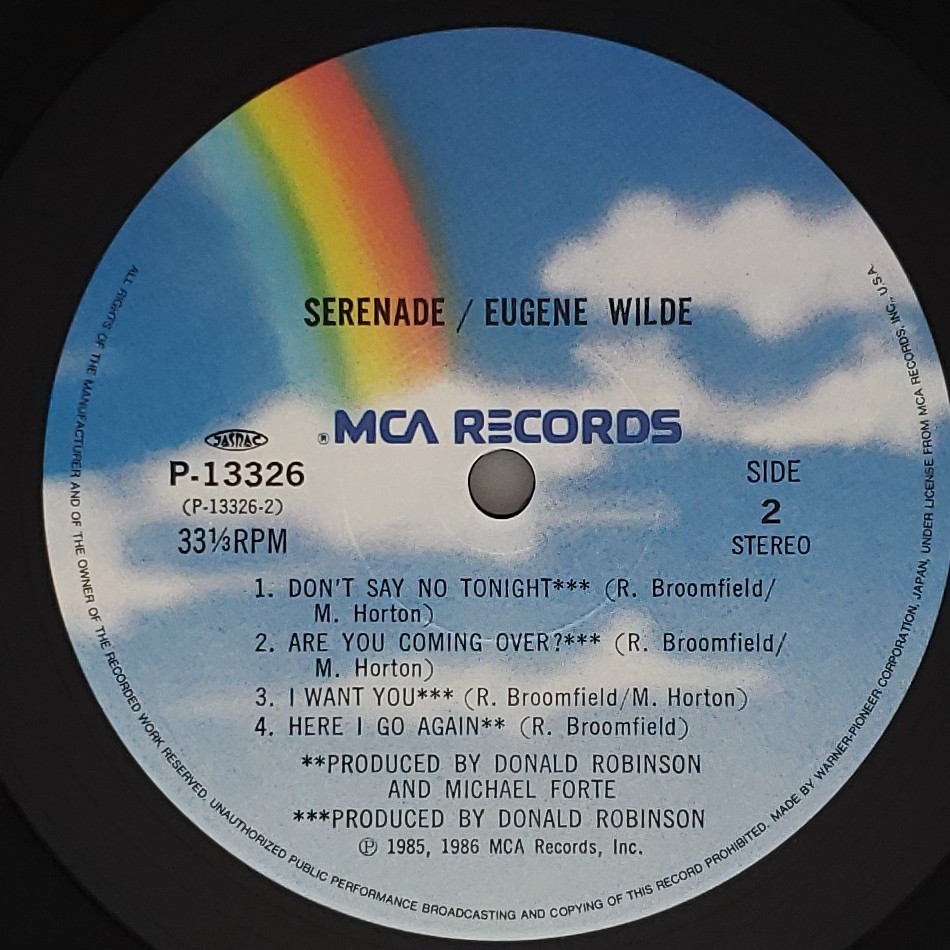 SERENADE / EUGENE WILDE
® MCA RECORDS
JASRAC
P-13326
(P-13326-2)
33⅓RPM
SIDE
2
STEREO
1. DON'T SAY NO TONIGHT*** (R. Broomfield/
M. Horton)
2. ARE YOU COMING OVER?*** (R. Broomfield/
M. Horton)
3. I WANT YOU*** (R. Broomfield/M. Horton)
4. HERE I GO AGAIN** (R. Broomfield)
**PRODUCED BY DONALD ROBINSON
AND MICHAEL FORTE
***PRODUCED BY DONALD ROBINSON
Ⓟ 1985, 1986 MCA Records, Inc.
ALL RIGHTS OF THE MANUFACTURER AND OF THE OWNER OF THE RECORDED WORK RESERVED. UNAUTHORIZED PUBLIC PERFORMANCE BROADCASTING AND COPYING OF THIS RECORD PROHIBITED. MADE BY WARNER-PIONEER CORPORATION, JAPAN, UNDER LICENSE FROM MCA RECORDS, INC., U.S.A.